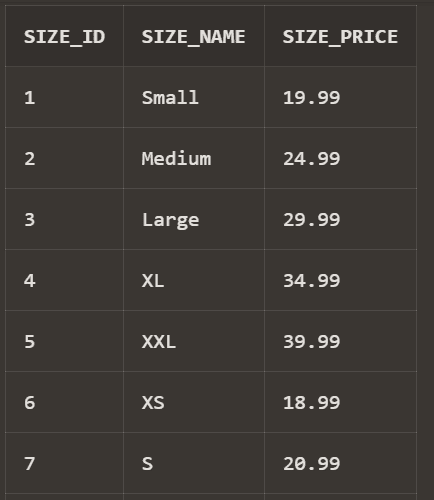 SIZE_ID SIZE_NAME SIZE_PRICE
1 Small 19.99
2 Medium 24.99
3 Large 29.99
4 XL 34.99
5 XXL 39.99
6 XS 18.99
7 S 20.99